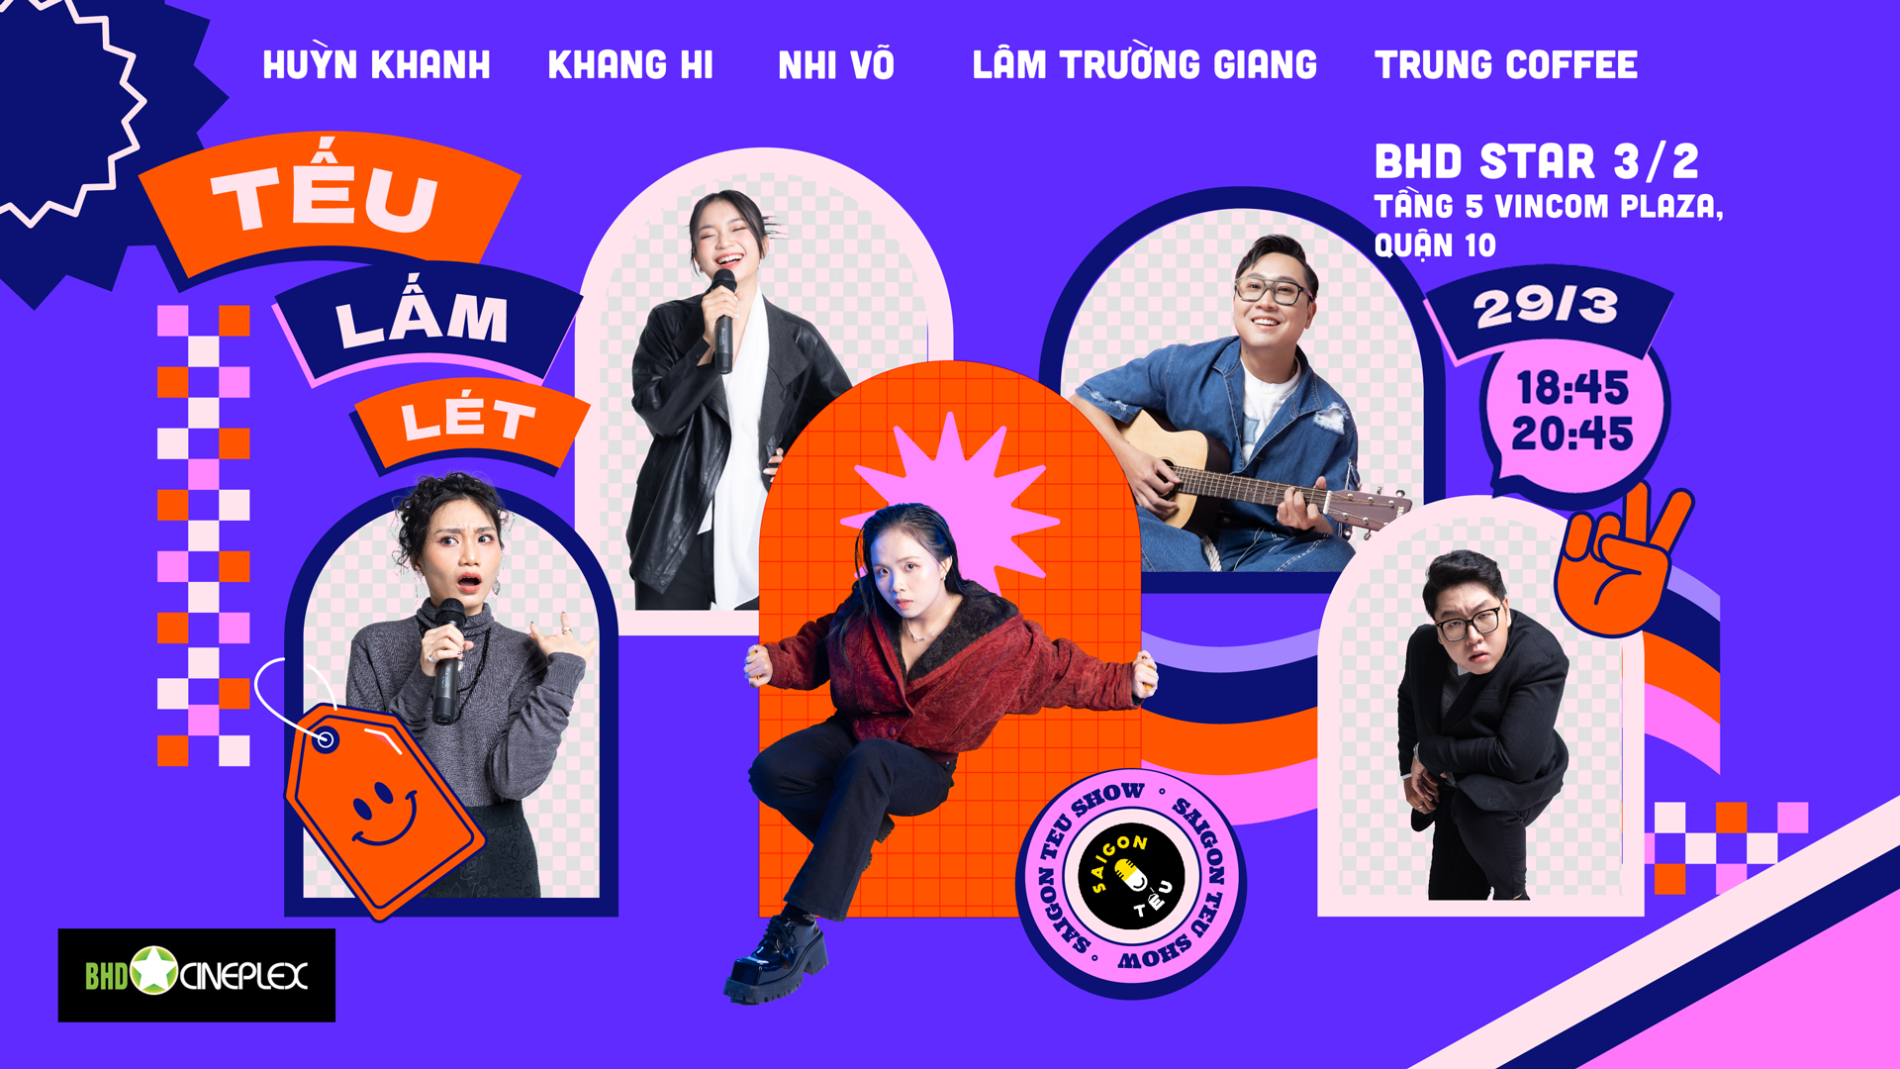 HUỲN KHANH KHANG HI NHI VÕ LÂM TRƯỜNG GIANG TRUNG COFFEE
TẾU
LẤM
LÉT
BHD STAR 3/2
TẦNG 5 VINCOM PLAZA,
QUẬN 10
29/3
18:45
20:45
SAIGON TEU SHOW ∘ SAIGON TEU SHOW ∘
SAIGON
TẾU
BHD CINEPLEX